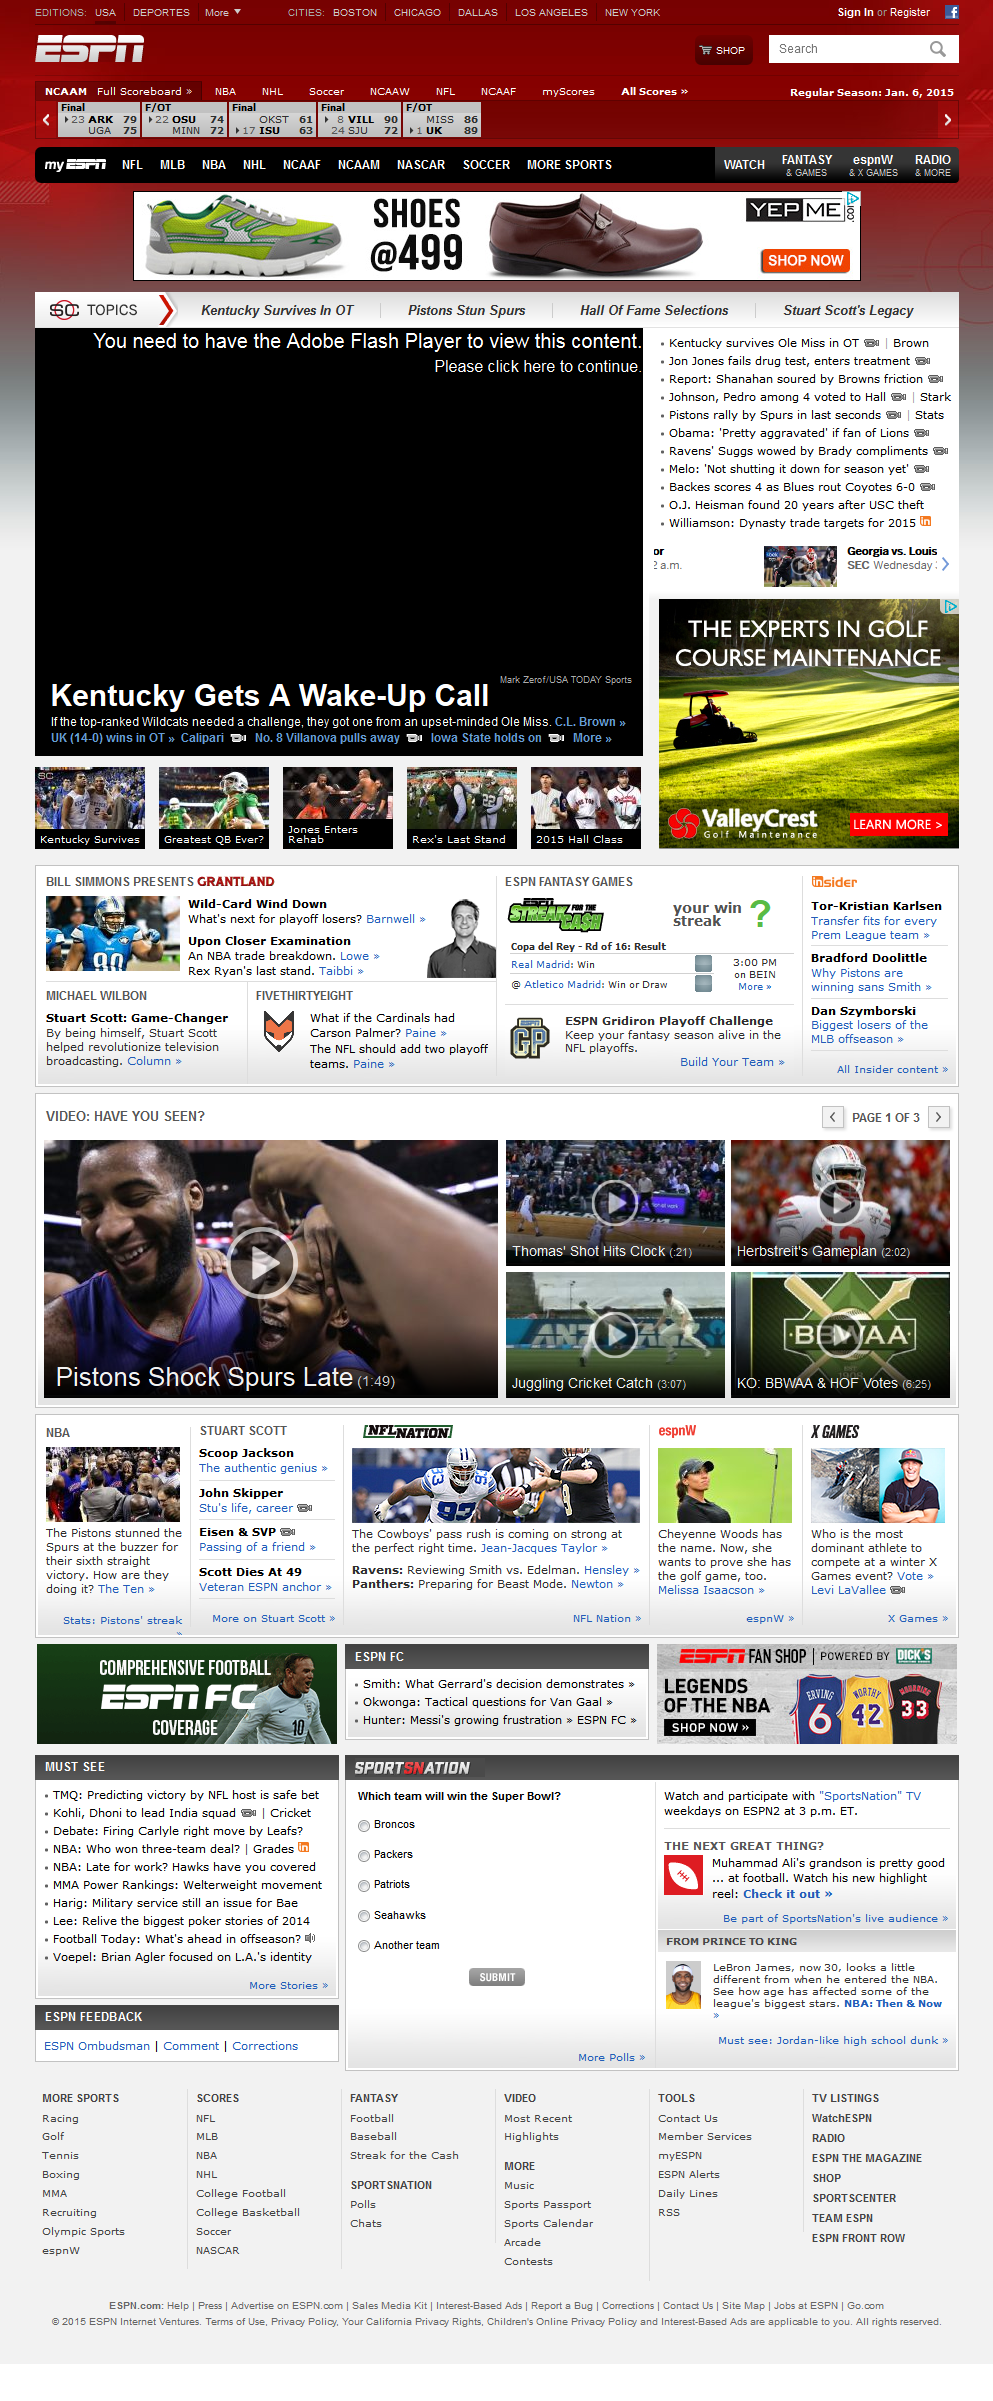 EDITIONS: USA DEPORTES More CITIES: BOSTON CHICAGO DALLAS LOS ANGELES NEW YORK Sign In or Register
ESPN SHOP Search
NCAAM Full Scoreboard » NBA NHL Soccer NCAAW NFL NCAAF myScores All Scores » Regular Season: Jan. 6, 2015
Final F/OT Final Final F/OT
23 ARK 79 22 OSU 74 OKST 61 8 VILL 90 MISS 86
UGA 75 MINN 72 17 ISU 63 24 SJU 72 1 UK 89
my ESPN NFL MLB NBA NHL NCAAF NCAAM NASCAR SOCCER MORE SPORTS WATCH FANTASY & GAMES espnW & X GAMES RADIO & MORE
SHOES
@499
YEPME.com
SHOP NOW
SC TOPICS Kentucky Survives In OT Pistons Stun Spurs Hall Of Fame Selections Stuart Scott's Legacy
You need to have the Adobe Flash Player to view this content.
Please click here to continue.
Mark Zerof/USA TODAY Sports
Kentucky Gets A Wake-Up Call
If the top-ranked Wildcats needed a challenge, they got one from an upset-minded Ole Miss. C.L. Brown »
UK (14-0) wins in OT » Calipari No. 8 Villanova pulls away Iowa State holds on More »
Kentucky Survives
Greatest QB Ever?
Jones Enters Rehab
Rex's Last Stand
2015 Hall Class
Kentucky survives Ole Miss in OT | Brown
Jon Jones fails drug test, enters treatment
Report: Shanahan soured by Browns friction
Johnson, Pedro among 4 voted to Hall | Stark
Pistons rally by Spurs in last seconds | Stats
Obama: 'Pretty aggravated' if fan of Lions
Ravens' Suggs wowed by Brady compliments
Melo: 'Not shutting it down for season yet'
Backes scores 4 as Blues rout Coyotes 6-0
O.J. Heisman found 20 years after USC theft
Williamson: Dynasty trade targets for 2015 in
or Georgia vs. Louis
2 a.m. SEC Wednesday
THE EXPERTS IN GOLF
COURSE MAINTENANCE
ValleyCrest
Golf Maintenance
LEARN MORE >
BILL SIMMONS PRESENTS GRANTLAND
Wild-Card Wind Down
What's next for playoff losers? Barnwell »
Upon Closer Examination
An NBA trade breakdown. Lowe »
Rex Ryan's last stand. Taibbi »
MICHAEL WILBON
Stuart Scott: Game-Changer
By being himself, Stuart Scott
helped revolutionize television
broadcasting. Column »
FIVETHIRTYEIGHT
What if the Cardinals had
Carson Palmer? Paine »
The NFL should add two playoff
teams. Paine »
ESPN FANTASY GAMES
STREAK FOR THE CASH
your win
streak ?
Copa del Rey - Rd of 16: Result
Real Madrid: Win
@ Atletico Madrid: Win or Draw
3:00 PM
on BEIN
More »
GPC
ESPN Gridiron Playoff Challenge
Keep your fantasy season alive in the
NFL playoffs.
Build Your Team »
insider
Tor-Kristian Karlsen
Transfer fits for every
Prem League team »
Bradford Doolittle
Why Pistons are
winning sans Smith »
Dan Szymborski
Biggest losers of the
MLB offseason »
All Insider content »
VIDEO: HAVE YOU SEEN? PAGE 1 OF 3
Pistons Shock Spurs Late (1:49)
Thomas' Shot Hits Clock (:21)
Herbstreit's Gameplan (2:02)
Juggling Cricket Catch (3:07)
BBWAA
KO: BBWAA & HOF Votes (6:25)
NBA
The Pistons stunned the
Spurs at the buzzer for
their sixth straight
victory. How are they
doing it? The Ten »
Stats: Pistons' streak
»
STUART SCOTT
Scoop Jackson
The authentic genius »
John Skipper
Stu's life, career
Eisen & SVP
Passing of a friend »
Scott Dies At 49
Veteran ESPN anchor »
More on Stuart Scott »
NFL NATION
The Cowboys' pass rush is coming on strong at
the perfect right time. Jean-Jacques Taylor »
Ravens: Reviewing Smith vs. Edelman. Hensley »
Panthers: Preparing for Beast Mode. Newton »
NFL Nation »
espnW
Cheyenne Woods has
the name. Now, she
wants to prove she has
the golf game, too.
Melissa Isaacson »
espnW »
X GAMES
Who is the most
dominant athlete to
compete at a winter X
Games event? Vote »
Levi LaVallee
X Games »
COMPREHENSIVE FOOTBALL
ESPN FC
COVERAGE
10
ESPN FC
Smith: What Gerrard's decision demonstrates »
Okwonga: Tactical questions for Van Gaal »
Hunter: Messi's growing frustration » ESPN FC »
ESPN FAN SHOP | POWERED BY DICK'S
LEGENDS
OF THE NBA
SHOP NOW »
ERVING 6
WORTHY 42
33
MUST SEE
TMQ: Predicting victory by NFL host is safe bet
Kohli, Dhoni to lead India squad | Cricket
Debate: Firing Carlyle right move by Leafs?
NBA: Who won three-team deal? | Grades in
NBA: Late for work? Hawks have you covered
MMA Power Rankings: Welterweight movement
Harig: Military service still an issue for Bae
Lee: Relive the biggest poker stories of 2014
Football Today: What's ahead in offseason?
Voepel: Brian Agler focused on L.A.'s identity
More Stories »
ESPN FEEDBACK
ESPN Ombudsman | Comment | Corrections
SPORTSNATION
Which team will win the Super Bowl?
Broncos
Packers
Patriots
Seahawks
Another team
SUBMIT
More Polls »
Watch and participate with "SportsNation" TV
weekdays on ESPN2 at 3 p.m. ET.
THE NEXT GREAT THING?
Muhammad Ali's grandson is pretty good
... at football. Watch his new highlight
reel: Check it out »
Be part of SportsNation's live audience »
FROM PRINCE TO KING
LeBron James, now 30, looks a little
different from when he entered the NBA.
See how age has affected some of the
league's biggest stars. NBA: Then & Now
»
Must see: Jordan-like high school dunk »
MORE SPORTS
Racing
Golf
Tennis
Boxing
MMA
Recruiting
Olympic Sports
espnW
SCORES
NFL
MLB
NBA
NHL
College Football
College Basketball
Soccer
NASCAR
FANTASY
Football
Baseball
Streak for the Cash
SPORTSNATION
Polls
Chats
VIDEO
Most Recent
Highlights
MORE
Music
Sports Passport
Sports Calendar
Arcade
Contests
TOOLS
Contact Us
Member Services
myESPN
ESPN Alerts
Daily Lines
RSS
TV LISTINGS
WatchESPN
RADIO
ESPN THE MAGAZINE
SHOP
SPORTSCENTER
TEAM ESPN
ESPN FRONT ROW
ESPN.com: Help | Press | Advertise on ESPN.com | Sales Media Kit | Interest-Based Ads | Report a Bug | Corrections | Contact Us | Site Map | Jobs at ESPN | Go.com
© 2015 ESPN Internet Ventures. Terms of Use, Privacy Policy, Your California Privacy Rights, Children's Online Privacy Policy and Interest-Based Ads are applicable to you. All rights reserved.